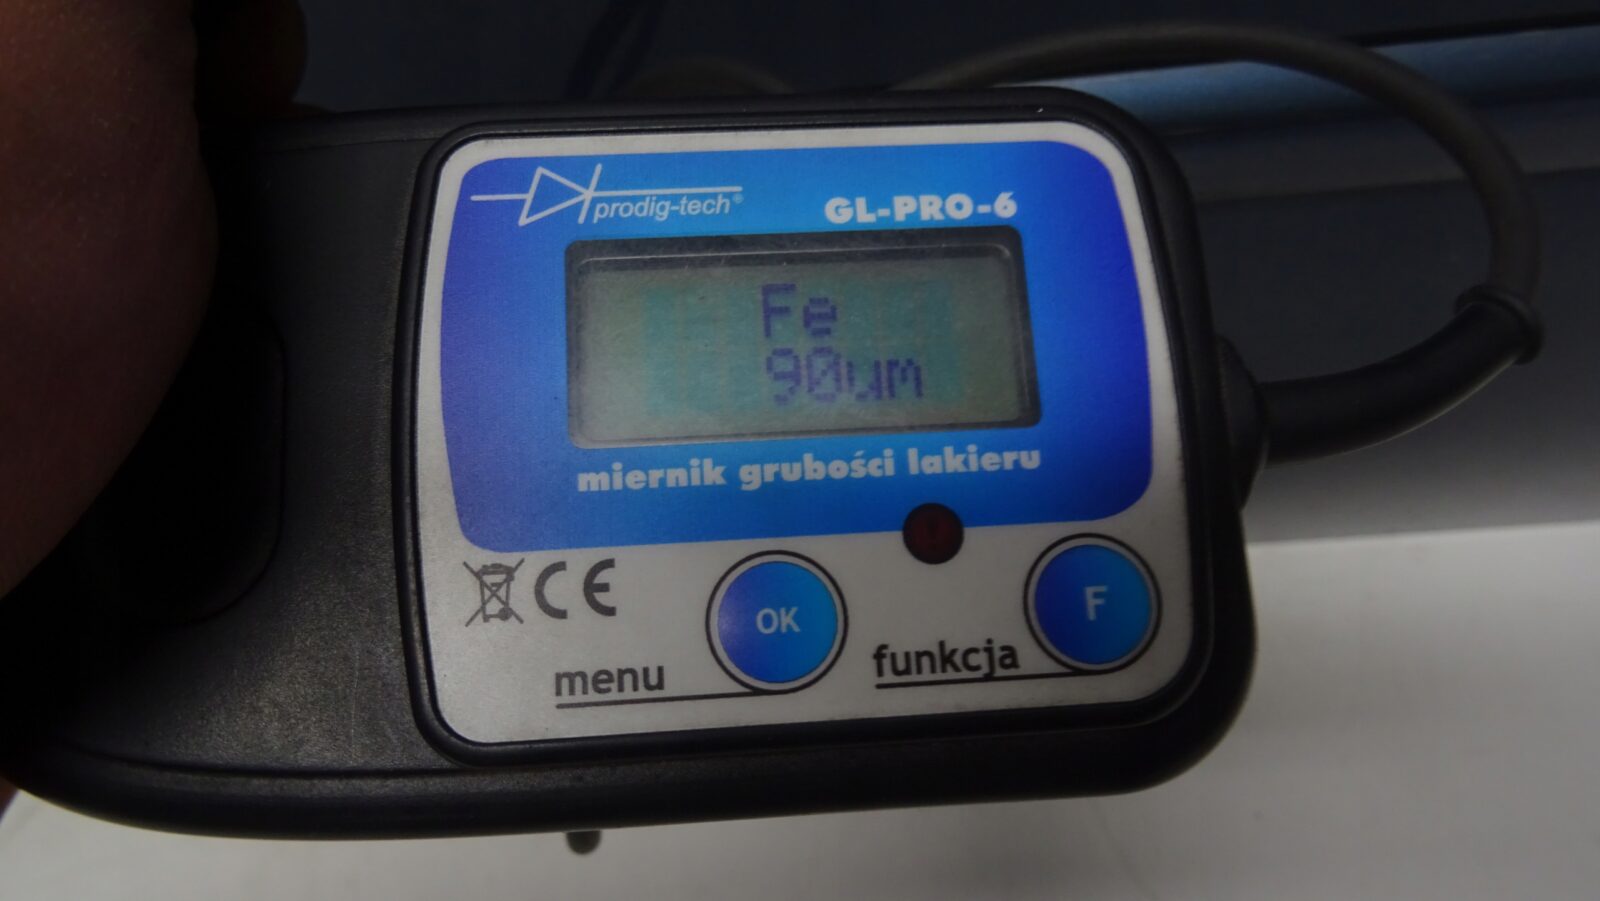 prodig-tech®
GL-PRO-6
Fe
90um
miernik grubości lakieru
CE
OK
F
menu
funkcja